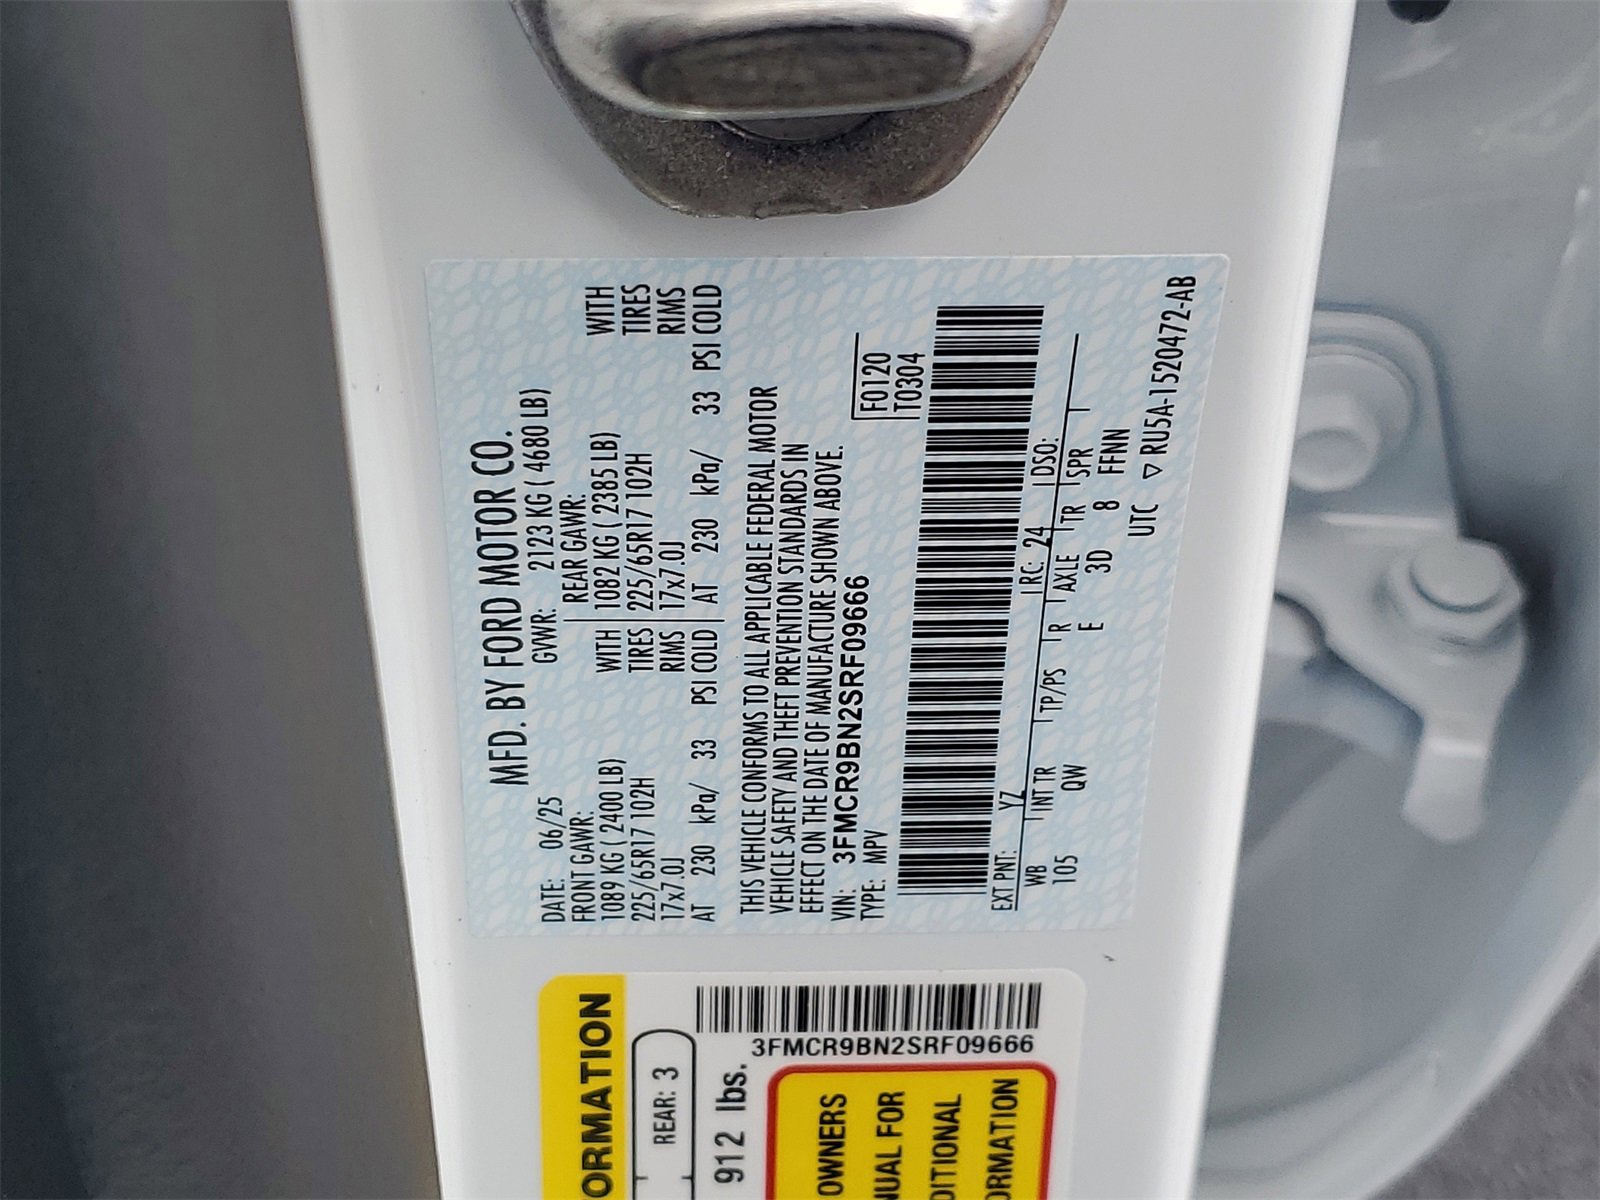 MFD. BY FORD MOTOR CO.
DATE: 06/25 GVWR: 2123 KG ( 4680 LB)
FRONT GAWR: REAR GAWR:
1089 KG ( 2400 LB) WITH 1082 KG ( 2385 LB) WITH
225/65R17 102H TIRES 225/65R17 102H TIRES
17x7.0J RIMS 17x7.0J RIMS
AT 230 kPa/ 33 PSI COLD AT 230 kPa/ 33 PSI COLD
THIS VEHICLE CONFORMS TO ALL APPLICABLE FEDERAL MOTOR
VEHICLE SAFETY AND THEFT PREVENTION STANDARDS IN
EFFECT ON THE DATE OF MANUFACTURE SHOWN ABOVE.
VIN: 3FMCR9BN2SRF09666
TYPE: MPV
F0120
T0304
EXT PNT: YZ RC: 24 DSO:
WB INT TR TP/PS R AXLE TR SPR
105 QW E 3D 8 FFNN
UTC ▽ RU5A-1520472-AB
ORMATION
REAR: 3
912 lbs.
3FMCR9BN2SRF09666
OWNERS
NUAL FOR
DITIONAL
ORMATION